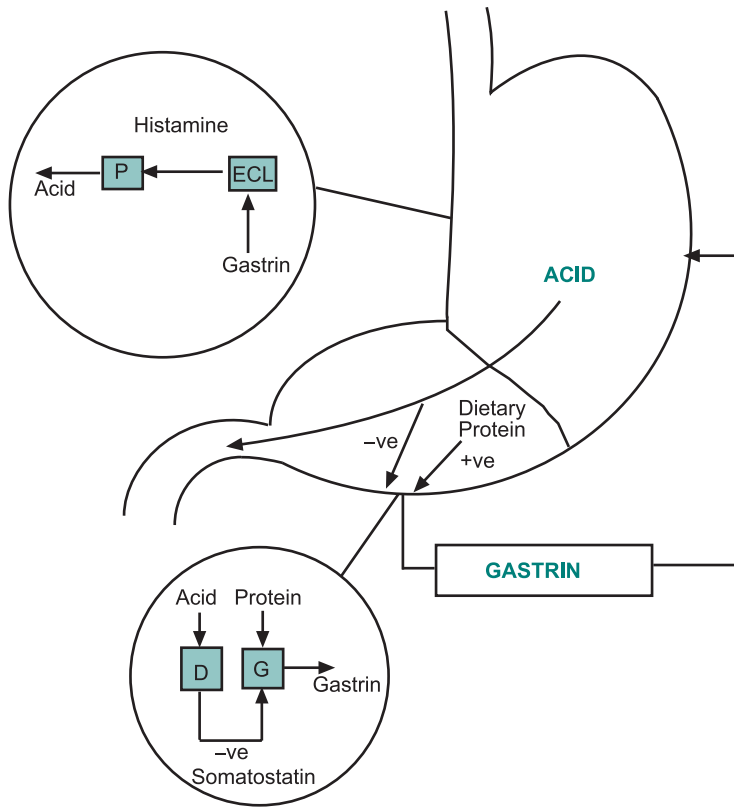 Histamine
P
ECL
Acid
Gastrin
ACID
Dietary
Protein
–ve
+ve
GASTRIN
Acid
Protein
D
G
Gastrin
–ve
Somatostatin